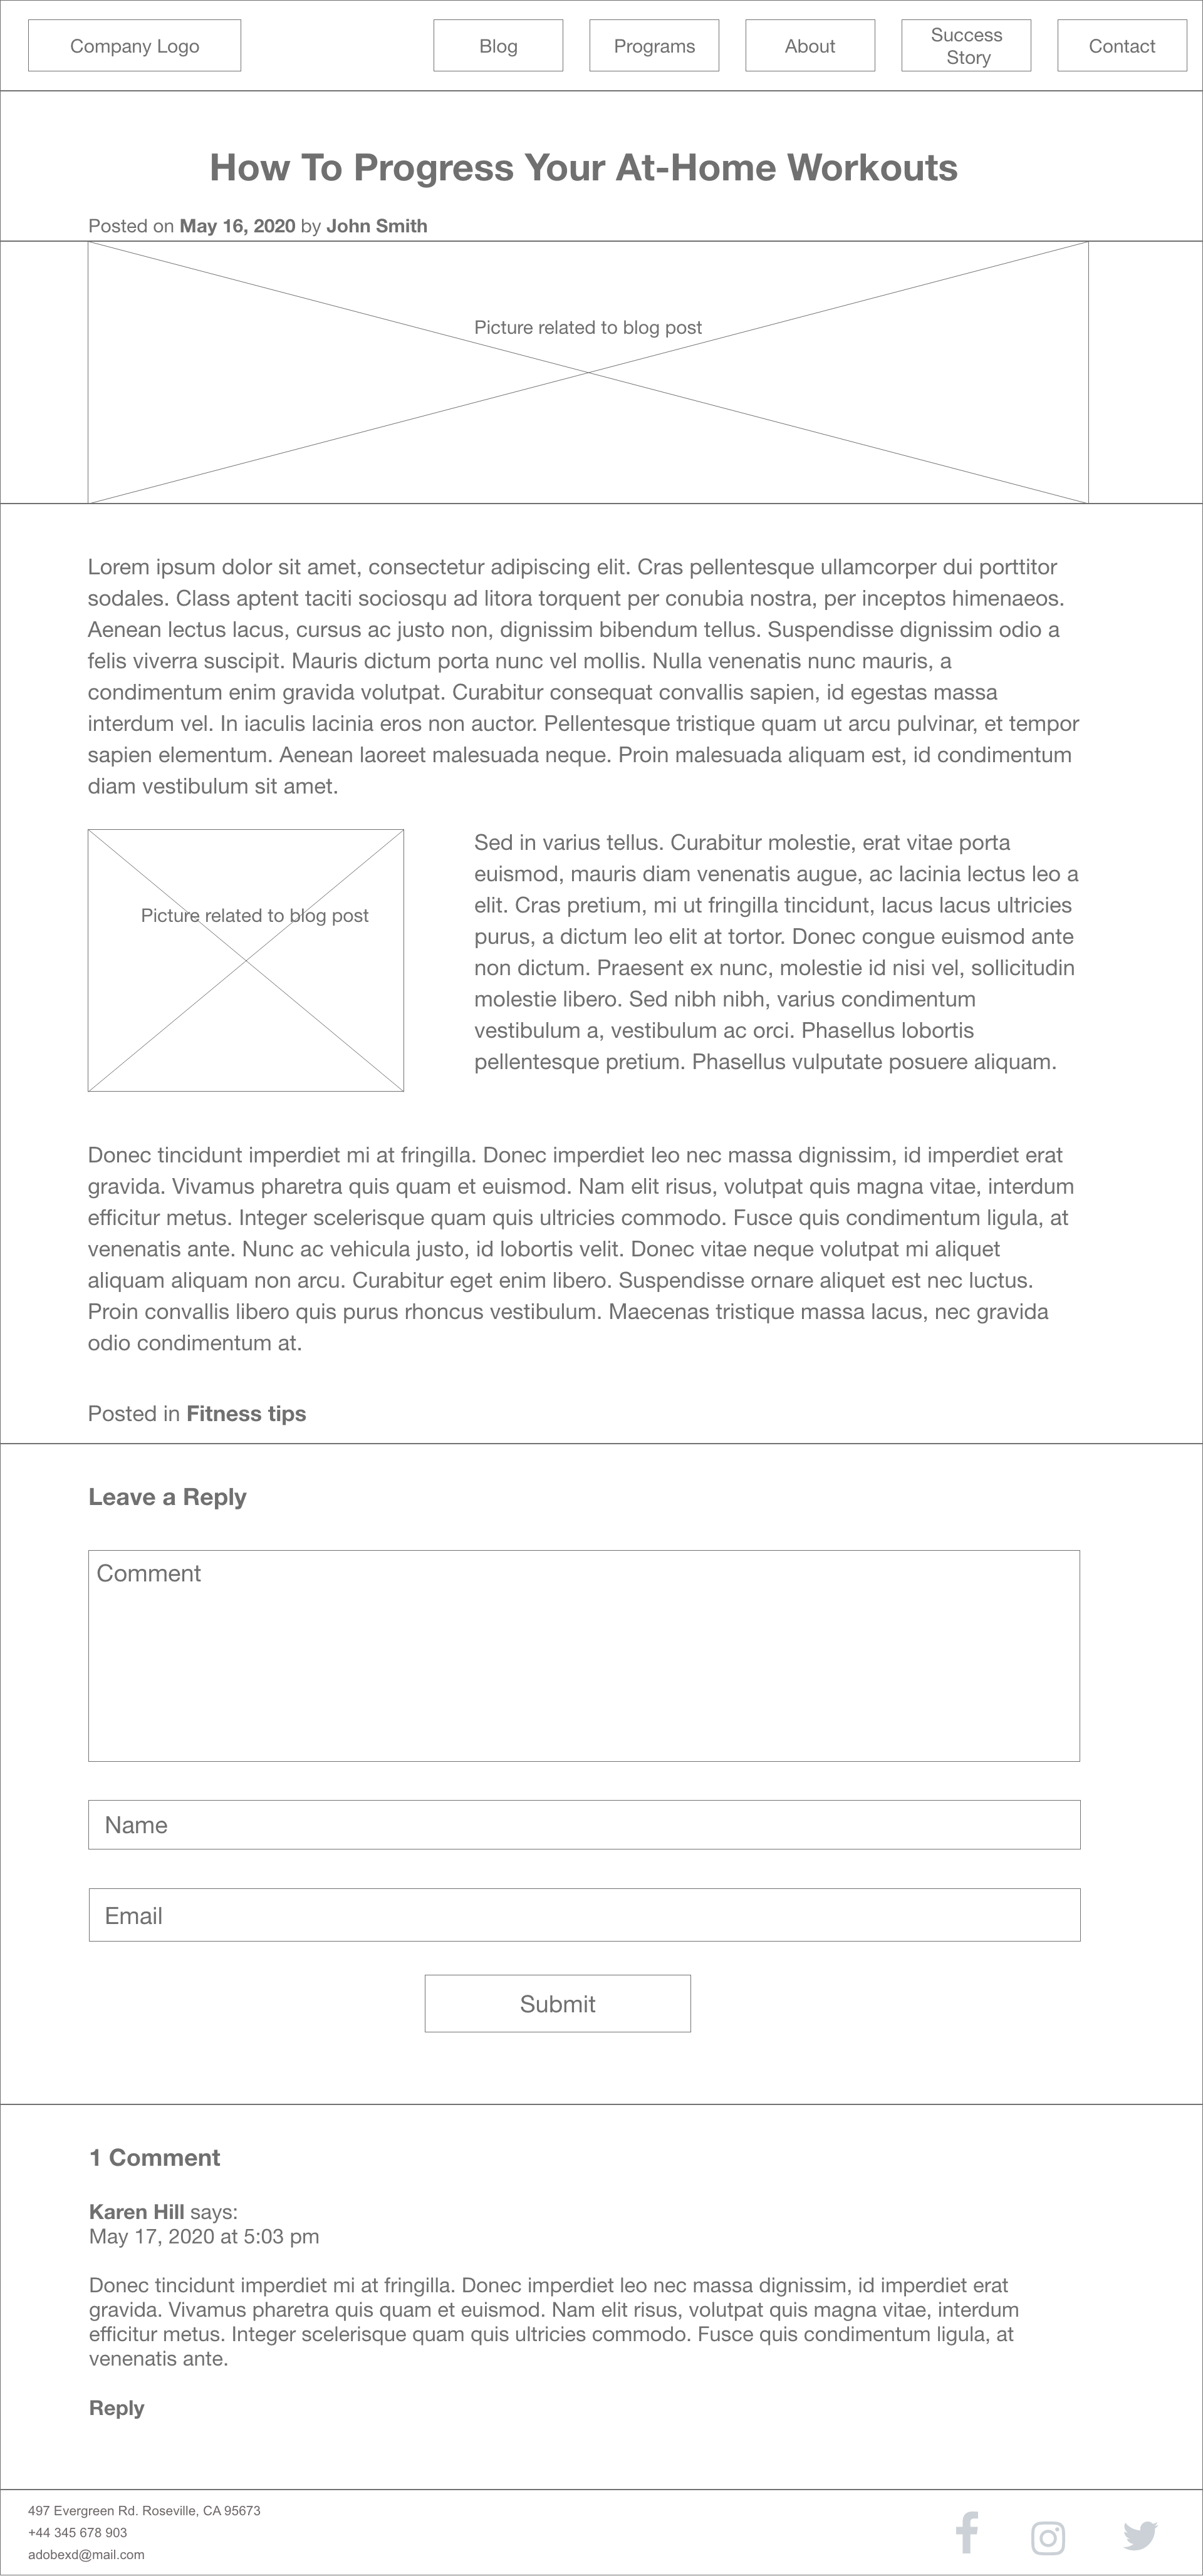 Company Logo
Blog
Programs
About
Success
Story
Contact
How To Progress Your At-Home Workouts
Posted on May 16, 2020 by John Smith
Picture related to blog post
Lorem ipsum dolor sit amet, consectetur adipiscing elit. Cras pellentesque ullamcorper dui porttitor
sodales. Class aptent taciti sociosqu ad litora torquent per conubia nostra, per inceptos himenaeos.
Aenean lectus lacus, cursus ac justo non, dignissim bibendum tellus. Suspendisse dignissim odio a
felis viverra suscipit. Mauris dictum porta nunc vel mollis. Nulla venenatis nunc mauris, a
condimentum enim gravida volutpat. Curabitur consequat convallis sapien, id egestas massa
interdum vel. In iaculis lacinia eros non auctor. Pellentesque tristique quam ut arcu pulvinar, et tempor
sapien elementum. Aenean laoreet malesuada neque. Proin malesuada aliquam est, id condimentum
diam vestibulum sit amet.
Picture related to blog post
Sed in varius tellus. Curabitur molestie, erat vitae porta
euismod, mauris diam venenatis augue, ac lacinia lectus leo a
elit. Cras pretium, mi ut fringilla tincidunt, lacus lacus ultricies
purus, a dictum leo elit at tortor. Donec congue euismod ante
non dictum. Praesent ex nunc, molestie id nisi vel, sollicitudin
molestie libero. Sed nibh nibh, varius condimentum
vestibulum a, vestibulum ac orci. Phasellus lobortis
pellentesque pretium. Phasellus vulputate posuere aliquam.
Donec tincidunt imperdiet mi at fringilla. Donec imperdiet leo nec massa dignissim, id imperdiet erat
gravida. Vivamus pharetra quis quam et euismod. Nam elit risus, volutpat quis magna vitae, interdum
efficitur metus. Integer scelerisque quam quis ultricies commodo. Fusce quis condimentum ligula, at
venenatis ante. Nunc ac vehicula justo, id lobortis velit. Donec vitae neque volutpat mi aliquet
aliquam aliquam non arcu. Curabitur eget enim libero. Suspendisse ornare aliquet est nec luctus.
Proin convallis libero quis purus rhoncus vestibulum. Maecenas tristique massa lacus, nec gravida
odio condimentum at.
Posted in Fitness tips
Leave a Reply
Comment
Name
Email
Submit
1 Comment
Karen Hill says:
May 17, 2020 at 5:03 pm
Donec tincidunt imperdiet mi at fringilla. Donec imperdiet leo nec massa dignissim, id imperdiet erat
gravida. Vivamus pharetra quis quam et euismod. Nam elit risus, volutpat quis magna vitae, interdum
efficitur metus. Integer scelerisque quam quis ultricies commodo. Fusce quis condimentum ligula, at
venenatis ante.
Reply
497 Evergreen Rd. Roseville, CA 95673
+44 345 678 903
adobexd@mail.com